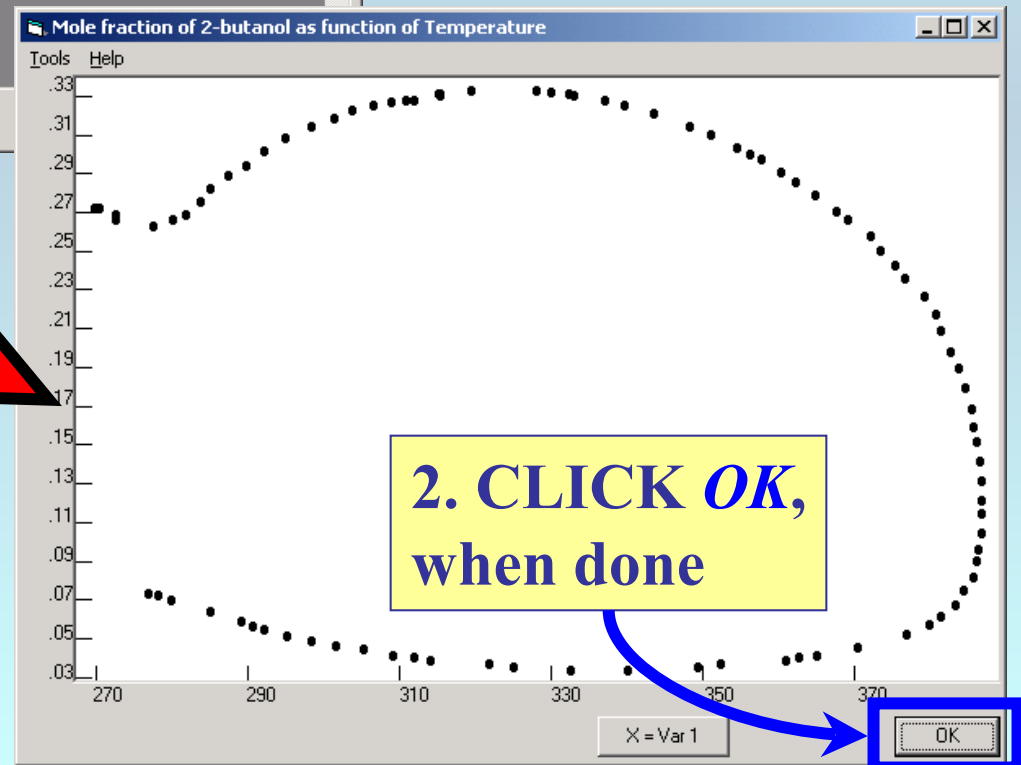 Mole fraction of 2-butanol as function of Temperature
Tools Help
.33
.31
.29
.27
.25
.23
.21
.19
17
.15
.13
.11
.09
.07
.05
.03
270 290 310 330 350 370
2. CLICK OK,
when done
X = Var 1
OK